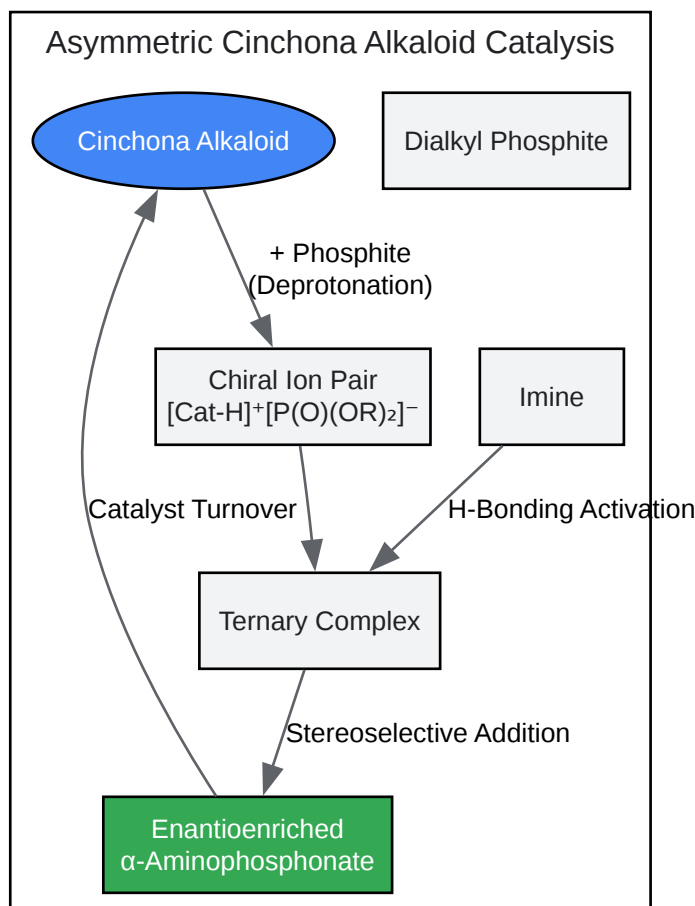 Asymmetric Cinchona Alkaloid Catalysis
Cinchona Alkaloid
Dialkyl Phosphite
+ Phosphite
(Deprotonation)
Chiral Ion Pair
[Cat-H]⁺[P(O)(OR)₂]⁻
Imine
Catalyst Turnover
H-Bonding Activation
Ternary Complex
Stereoselective Addition
Enantioenriched
α-Aminophosphonate